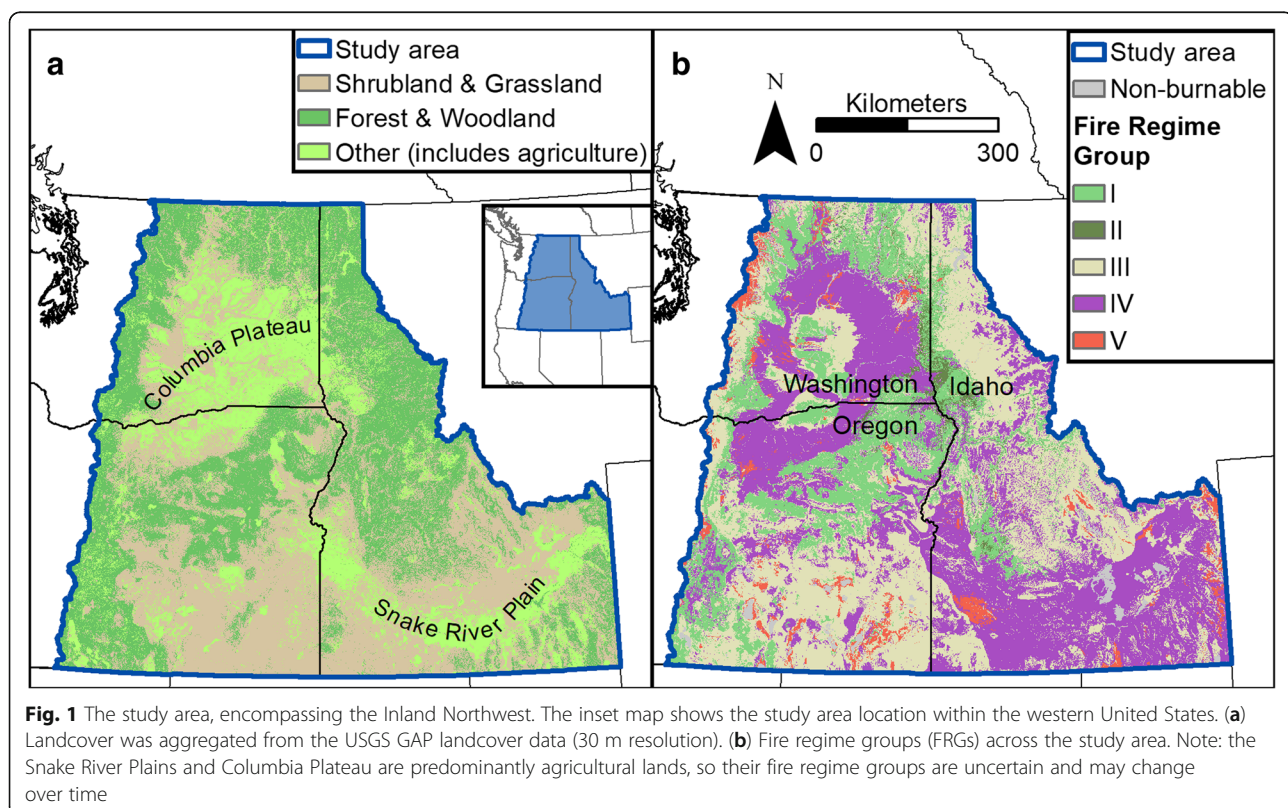 a
Study area
Shrubland & Grassland
Forest & Woodland
Other (includes agriculture)
Columbia Plateau
Snake River Plain
b
N
Kilometers
0 300
Study area
Non-burnable
Fire Regime
Group
I
II
III
IV
V
Washington
Idaho
Oregon
Fig. 1 The study area, encompassing the Inland Northwest. The inset map shows the study area location within the western United States. (a)
Landcover was aggregated from the USGS GAP landcover data (30 m resolution). (b) Fire regime groups (FRGs) across the study area. Note: the
Snake River Plains and Columbia Plateau are predominantly agricultural lands, so their fire regime groups are uncertain and may change
over time